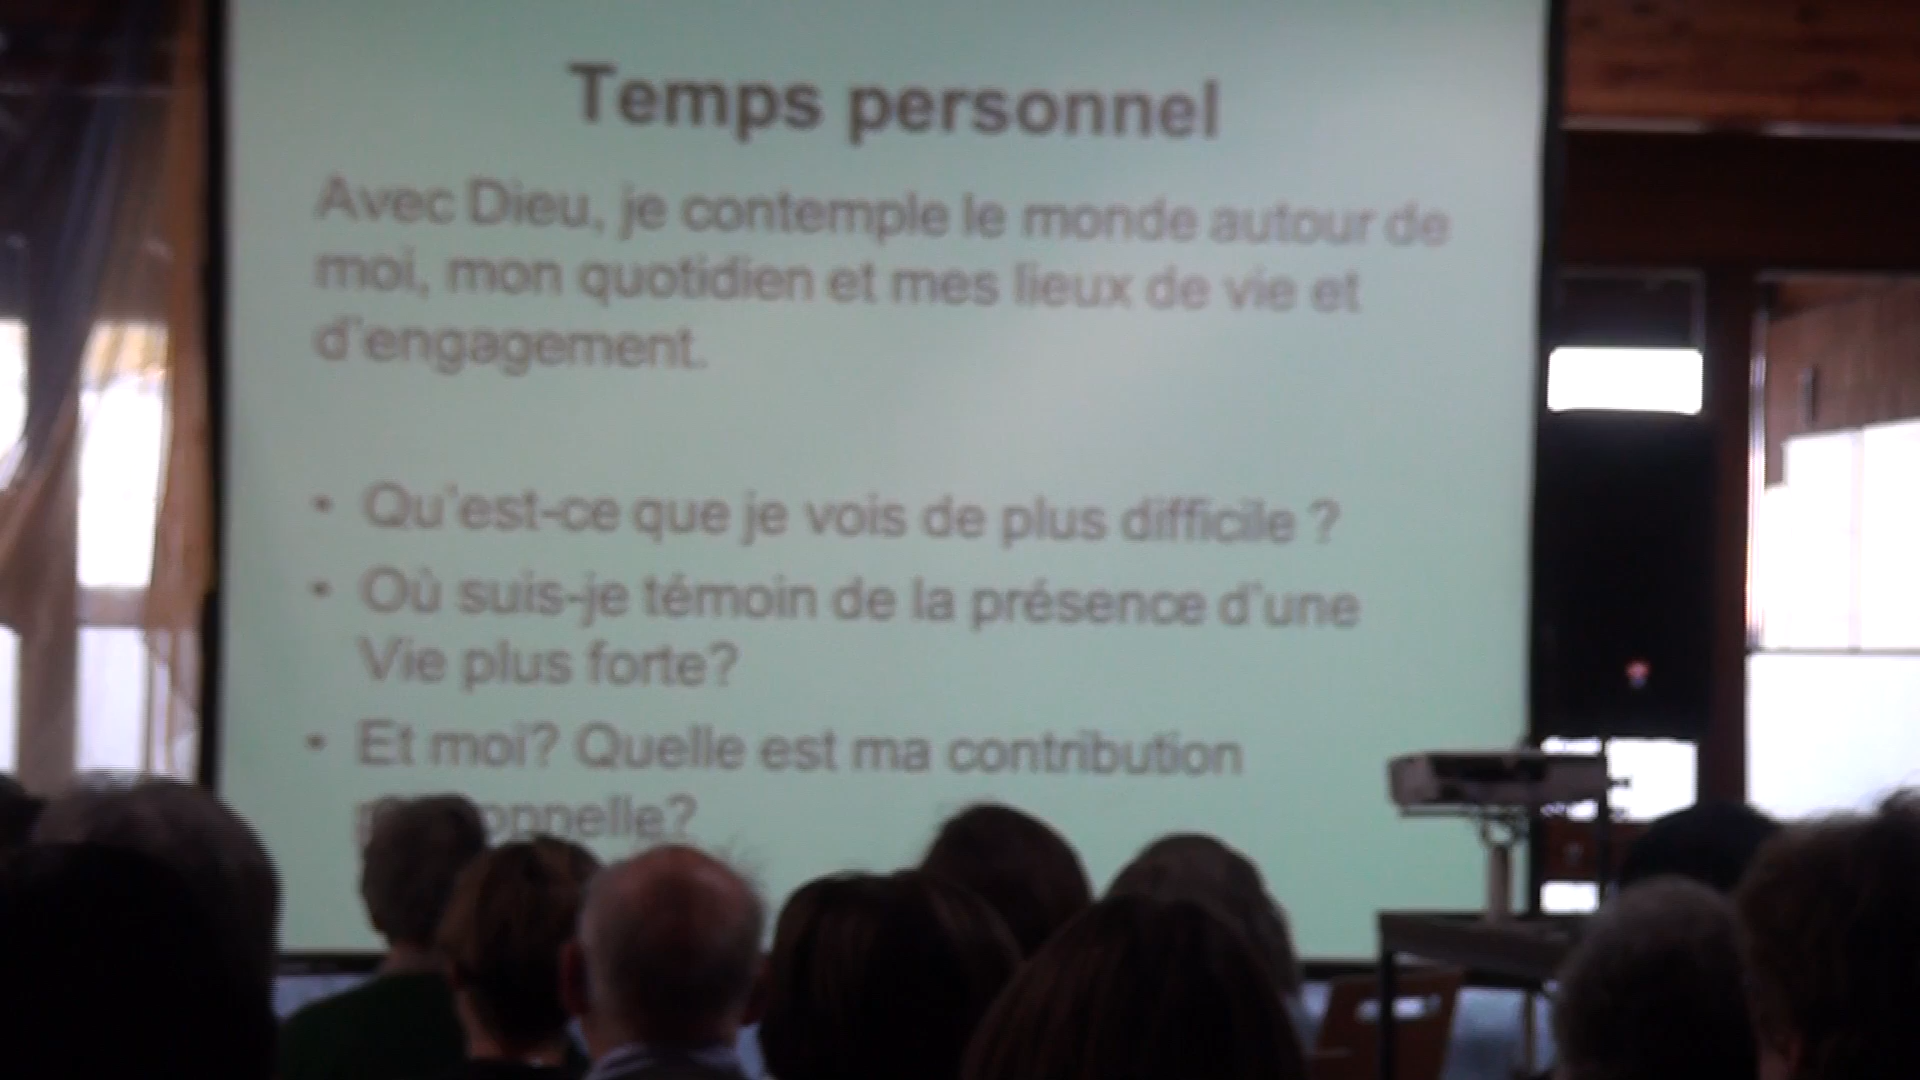 Temps personnel
Avec Dieu, je contemple le monde autour de
moi, mon quotidien et mes lieux de vie et
d'engagement.
• Qu'est-ce que je vois de plus difficile ?
• Où suis-je témoin de la présence d'une
Vie plus forte?
• Et moi? Quelle est ma contribution